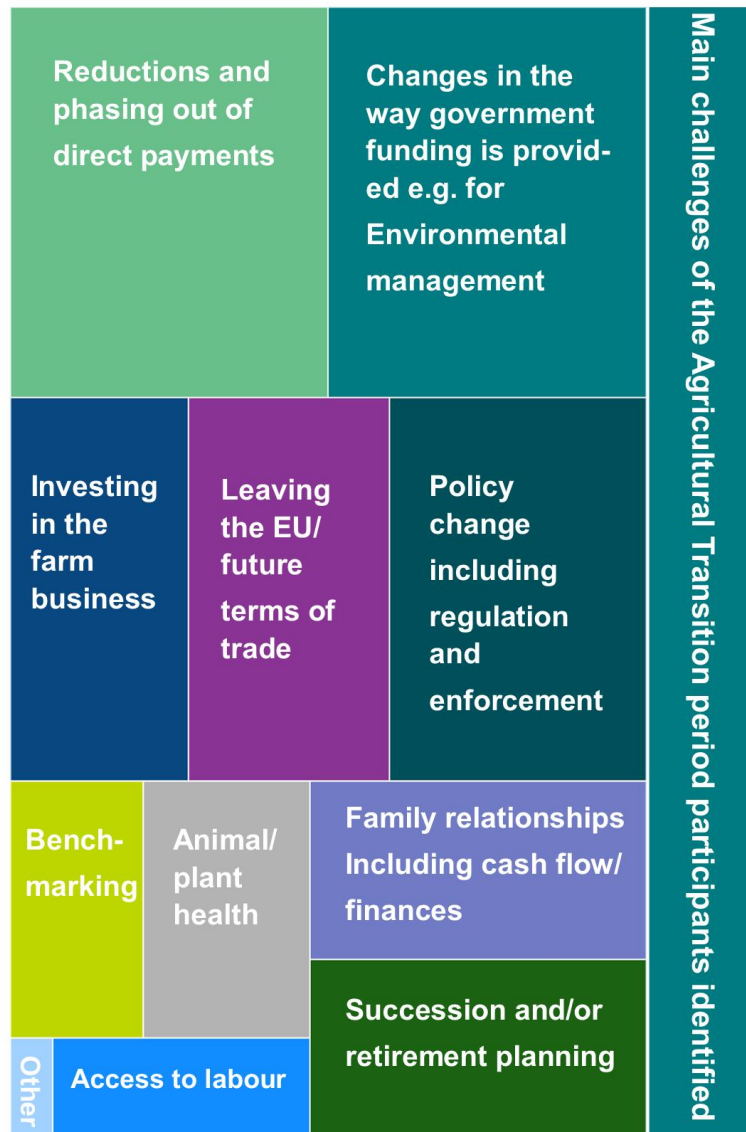 Reductions and
phasing out of
direct payments
Changes in the
way government
funding is provid-
ed e.g. for
Environmental
management
Investing
in the
farm
business
Leaving
the EU/
future
terms of
trade
Policy
change
including
regulation
and
enforcement
Bench-
marking
Animal/
plant
health
Family relationships
Including cash flow/
finances
Succession and/or
retirement planning
Other
Access to labour
Main challenges of the Agricultural Transition period participants identified